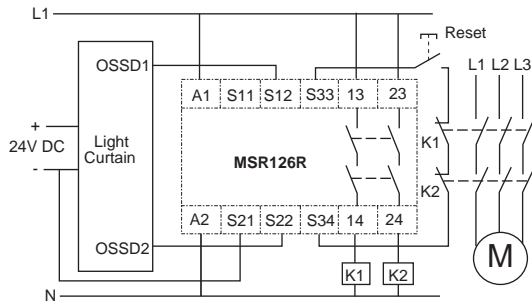 L1
Reset
OSSD1
L1 L2 L3
A1 S11 S12 S33 13 23
+
24V DC
-
Light
Curtain
K1
MSR126R
K2
A2 S21 S22 S34 14 24
OSSD2
K1 K2
M
N